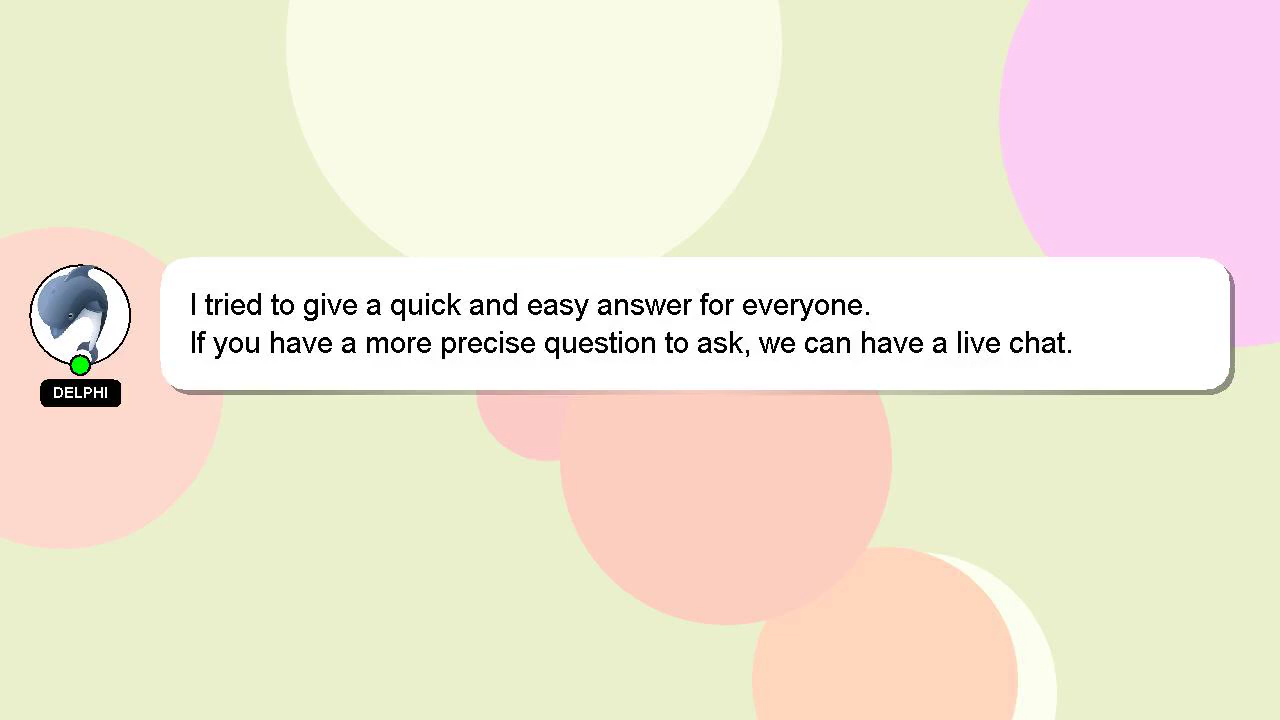 I tried to give a quick and easy answer for everyone.
If you have a more precise question to ask, we can have a live chat.
DELPHI